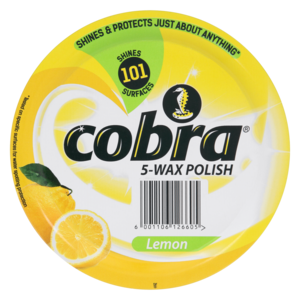 SHINES & PROTECTS JUST ABOUT ANYTHING*
SHINES
101
SURFACES
cobra®
5-WAX POLISH
6 001106 126605
Lemon